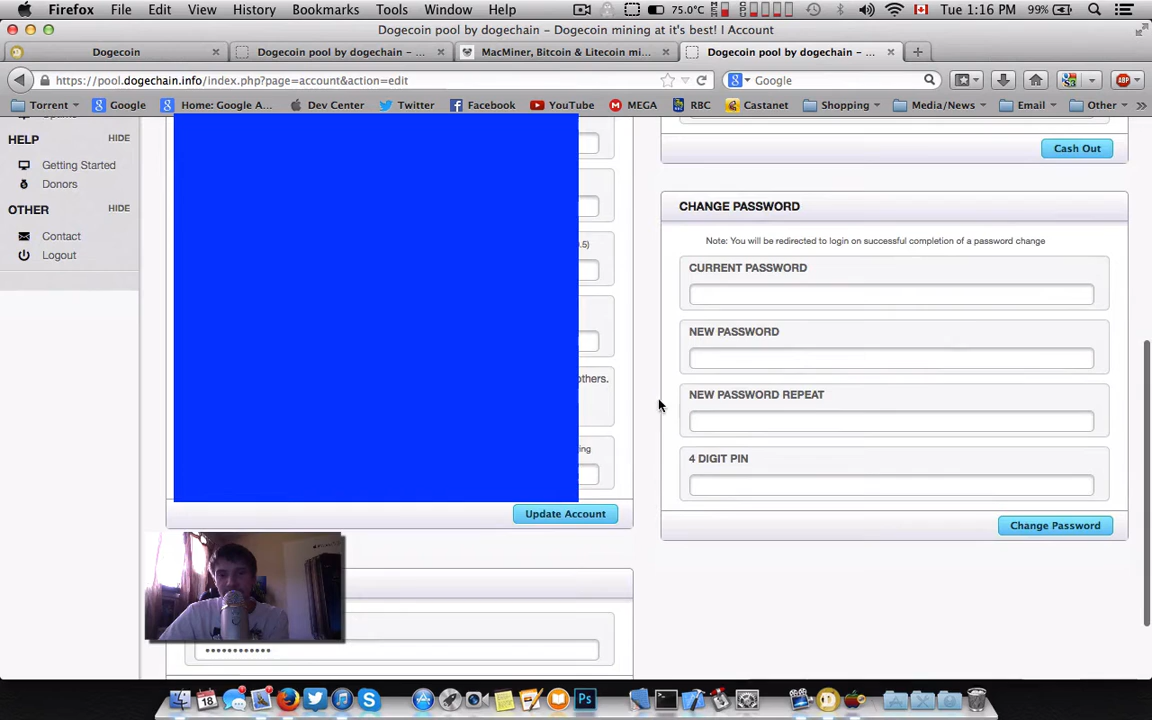 Firefox File Edit View History Bookmarks Tools Window Help 75.0°C Tue 1:16 PM 99%
Dogecoin pool by dogechain – Dogecoin mining at it's best! I Account
Dogecoin Dogecoin pool by dogechain – ... MacMiner, Bitcoin & Litecoin mi... Dogecoin pool by dogechain – ...
https://pool.dogechain.info/index.php?page=account&action=edit Google
Torrent Google Home: Google A... Dev Center Twitter Facebook YouTube MEGA RBC Castanet Shopping Media/News Email Other
HELP HIDE
Getting Started
Donors
OTHER HIDE
Contact
Logout
Cash Out
CHANGE PASSWORD
Note: You will be redirected to login on successful completion of a password change
CURRENT PASSWORD
NEW PASSWORD
NEW PASSWORD REPEAT
4 DIGIT PIN
Change Password
others.
Update Account
••••••••••••
18
Ps